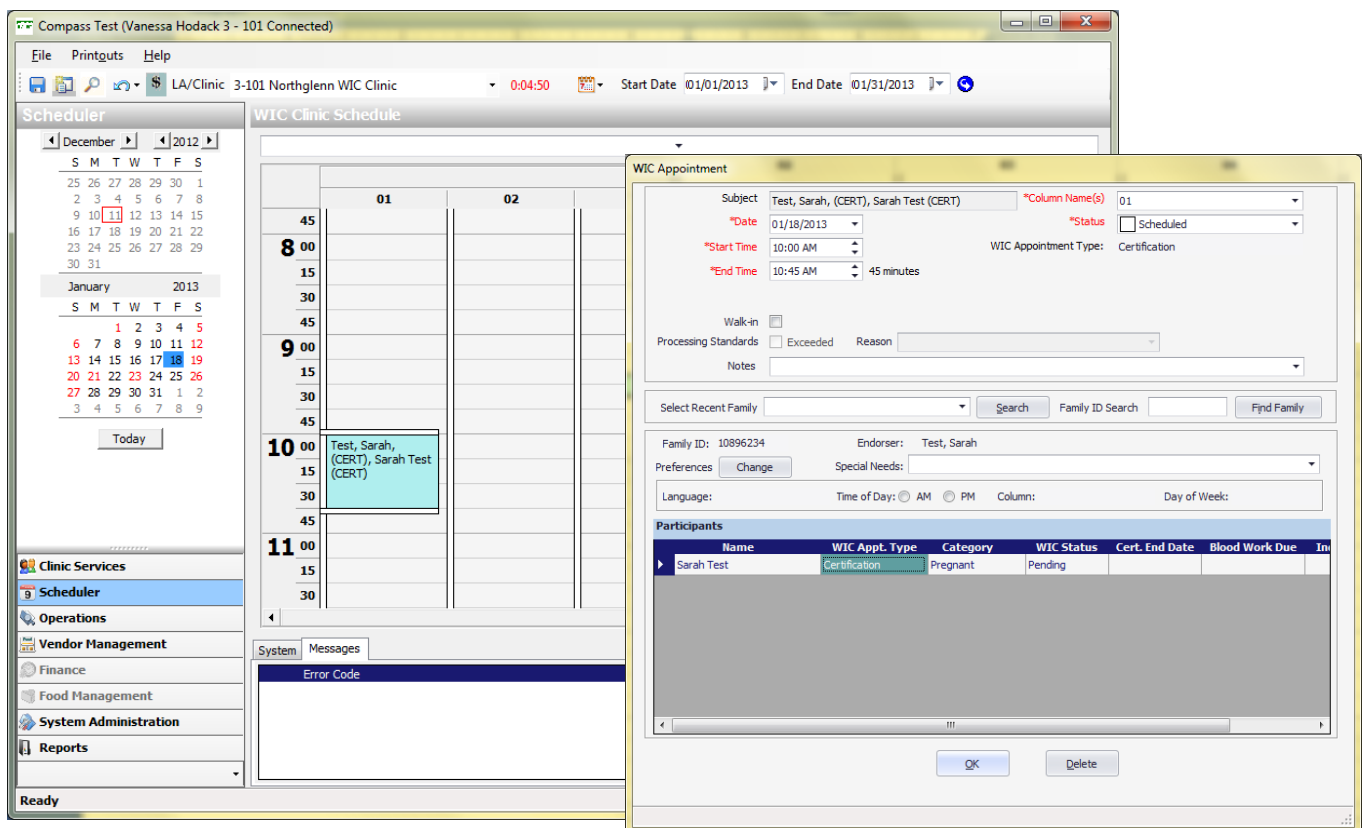 Compass Test (Vanessa Hodack 3 - 101 Connected)
File Printouts Help
$ LA/Clinic 3-101 Northglenn WIC Clinic 0:04:50 Start Date 01/01/2013 End Date 01/31/2013
Scheduler
December 2012
S M T W T F S
25 26 27 28 29 30 1
2 3 4 5 6 7 8
9 10 11 12 13 14 15
16 17 18 19 20 21 22
23 24 25 26 27 28 29
30 31
January 2013
S M T W T F S
1 2 3 4 5
6 7 8 9 10 11 12
13 14 15 16 17 18 19
20 21 22 23 24 25 26
27 28 29 30 31 1 2
3 4 5 6 7 8 9
Today
Clinic Services
9 Scheduler
Operations
Vendor Management
Finance
Food Management
System Administration
Reports
Ready
WIC Clinic Schedule
01 02
45
8 00
15
30
45
9 00
15
30
45
10 00
15
30
45
11 00
15
30
Test, Sarah,
(CERT), Sarah Test
(CERT)
System Messages
Error Code
WIC Appointment
Subject Test, Sarah, (CERT), Sarah Test (CERT) *Column Name(s) 01
*Date 01/18/2013 *Status Scheduled
*Start Time 10:00 AM WIC Appointment Type: Certification
*End Time 10:45 AM 45 minutes
Walk-in
Processing Standards Exceeded Reason
Notes
Select Recent Family Search Family ID Search Find Family
Family ID: 10896234 Endorser: Test, Sarah
Preferences Change Special Needs:
Language: Time of Day: AM PM Column: Day of Week:
Participants
Name WIC Appt. Type Category WIC Status Cert. End Date Blood Work Due
Sarah Test Certification Pregnant Pending
OK Delete